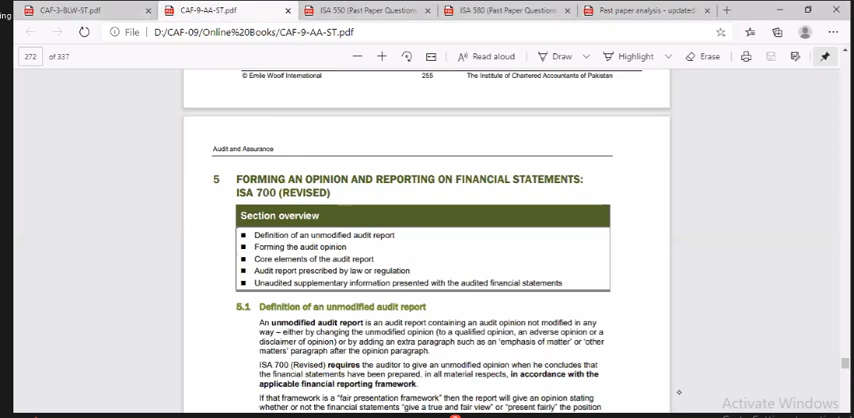 ing
CAF-3-BLW-ST.pdf
CAF-9-AA-ST.pdf
ISA 550 (Past Paper Questions
ISA 580 (Past Paper Questions
Past paper analysis - updated
File
D:/CAF-09/Online%20Books/CAF-9-AA-ST.pdf
272 of 337
Read aloud
Draw
Highlight
Erase
© Emile Woolf International 255 The Institute of Chartered Accountants of Pakistan
Audit and Assurance
5 FORMING AN OPINION AND REPORTING ON FINANCIAL STATEMENTS:
ISA 700 (REVISED)
Section overview
■ Definition of an unmodified audit report
■ Forming the audit opinion
■ Core elements of the audit report
■ Audit report prescribed by law or regulation
■ Unaudited supplementary information presented with the audited financial statements
5.1 Definition of an unmodified audit report
An unmodified audit report is an audit report containing an audit opinion not modified in any
way – either by changing the unmodified opinion (to a qualified opinion, an adverse opinion or a
disclaimer of opinion) or by adding an extra paragraph such as an 'emphasis of matter' or 'other
matters' paragraph after the opinion paragraph.
ISA 700 (Revised) requires the auditor to give an unmodified opinion when he concludes that
the financial statements have been prepared, in all material respects, in accordance with the
applicable financial reporting framework.
If that framework is a "fair presentation framework" then the report will give an opinion stating
whether or not the financial statements "give a true and fair view" or "present fairly" the position
Activate Windows